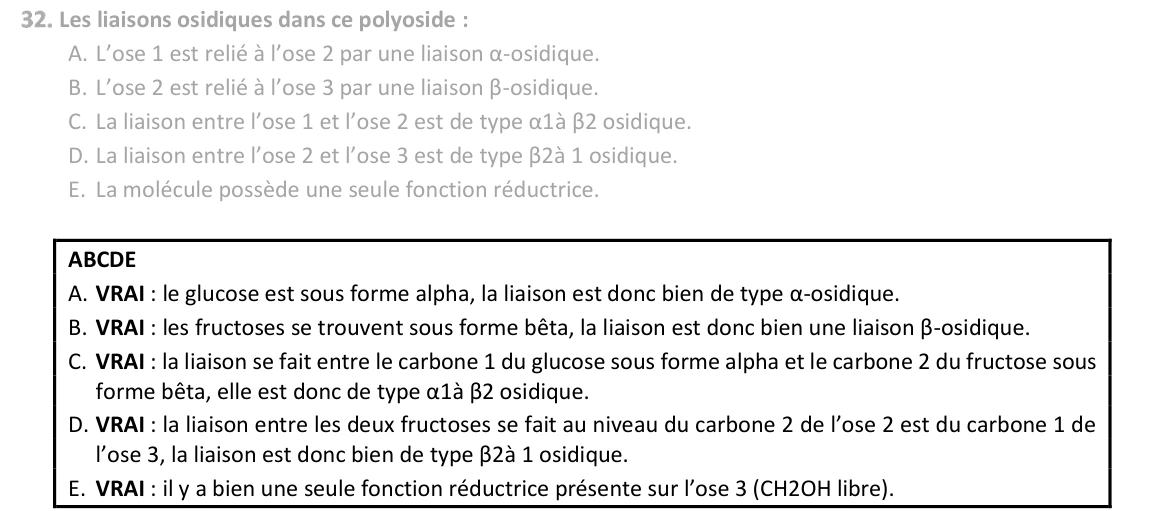 32. Les liaisons osidiques dans ce polyoside :
A. L’ose 1 est relié à l’ose 2 par une liaison α-osidique.
B. L’ose 2 est relié à l’ose 3 par une liaison β-osidique.
C. La liaison entre l’ose 1 et l’ose 2 est de type α1à β2 osidique.
D. La liaison entre l’ose 2 et l’ose 3 est de type β2à 1 osidique.
E. La molécule possède une seule fonction réductrice.
ABCDE
A. VRAI : le glucose est sous forme alpha, la liaison est donc bien de type α-osidique.
B. VRAI : les fructoses se trouvent sous forme bêta, la liaison est donc bien une liaison β-osidique.
C. VRAI : la liaison se fait entre le carbone 1 du glucose sous forme alpha et le carbone 2 du fructose sous
forme bêta, elle est donc de type α1à β2 osidique.
D. VRAI : la liaison entre les deux fructoses se fait au niveau du carbone 2 de l’ose 2 est du carbone 1 de
l’ose 3, la liaison est donc bien de type β2à 1 osidique.
E. VRAI : il y a bien une seule fonction réductrice présente sur l’ose 3 (CH2OH libre).